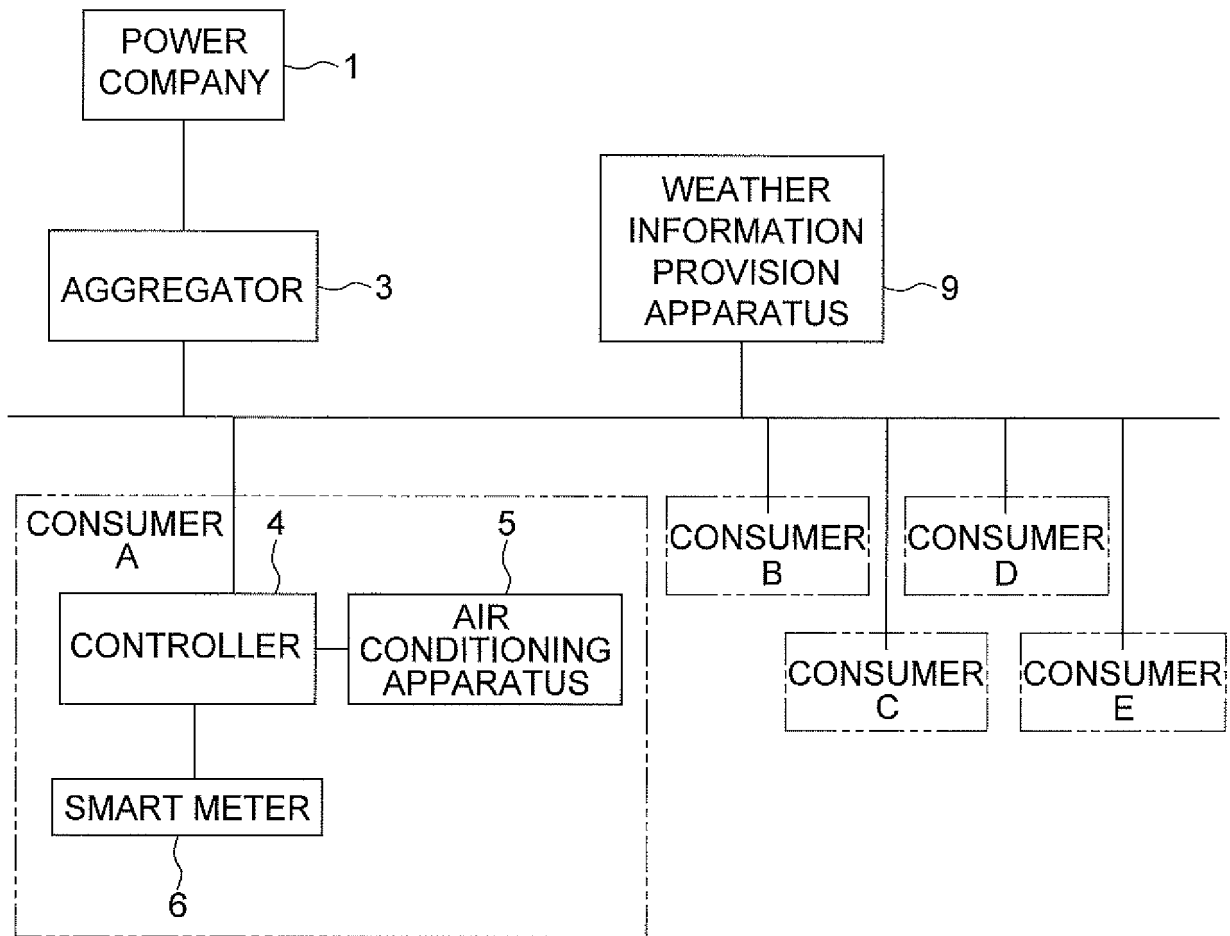 POWER
COMPANY
1
AGGREGATOR
3
WEATHER
INFORMATION
PROVISION
APPARATUS
9
CONSUMER
A
4
CONTROLLER
5
AIR
CONDITIONING
APPARATUS
SMART METER
6
CONSUMER
B
CONSUMER
D
CONSUMER
C
CONSUMER
E